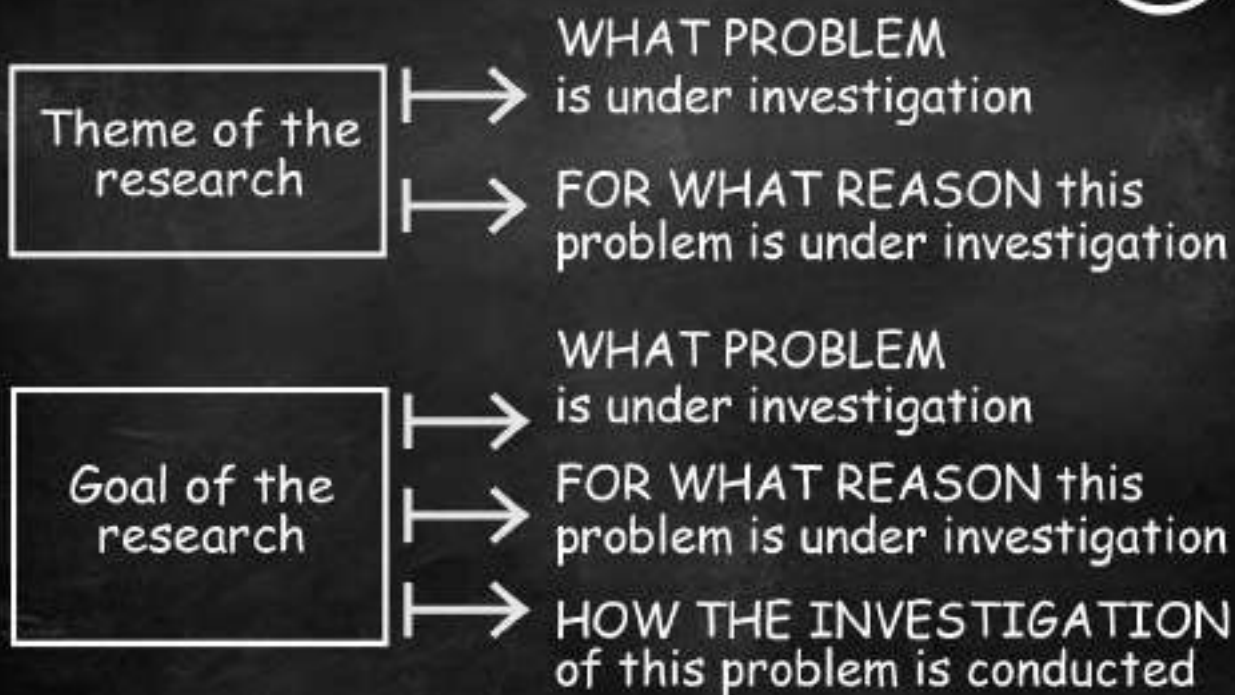 Theme of the
research
WHAT PROBLEM
is under investigation
FOR WHAT REASON this
problem is under investigation
Goal of the
research
WHAT PROBLEM
is under investigation
FOR WHAT REASON this
problem is under investigation
HOW THE INVESTIGATION
of this problem is conducted